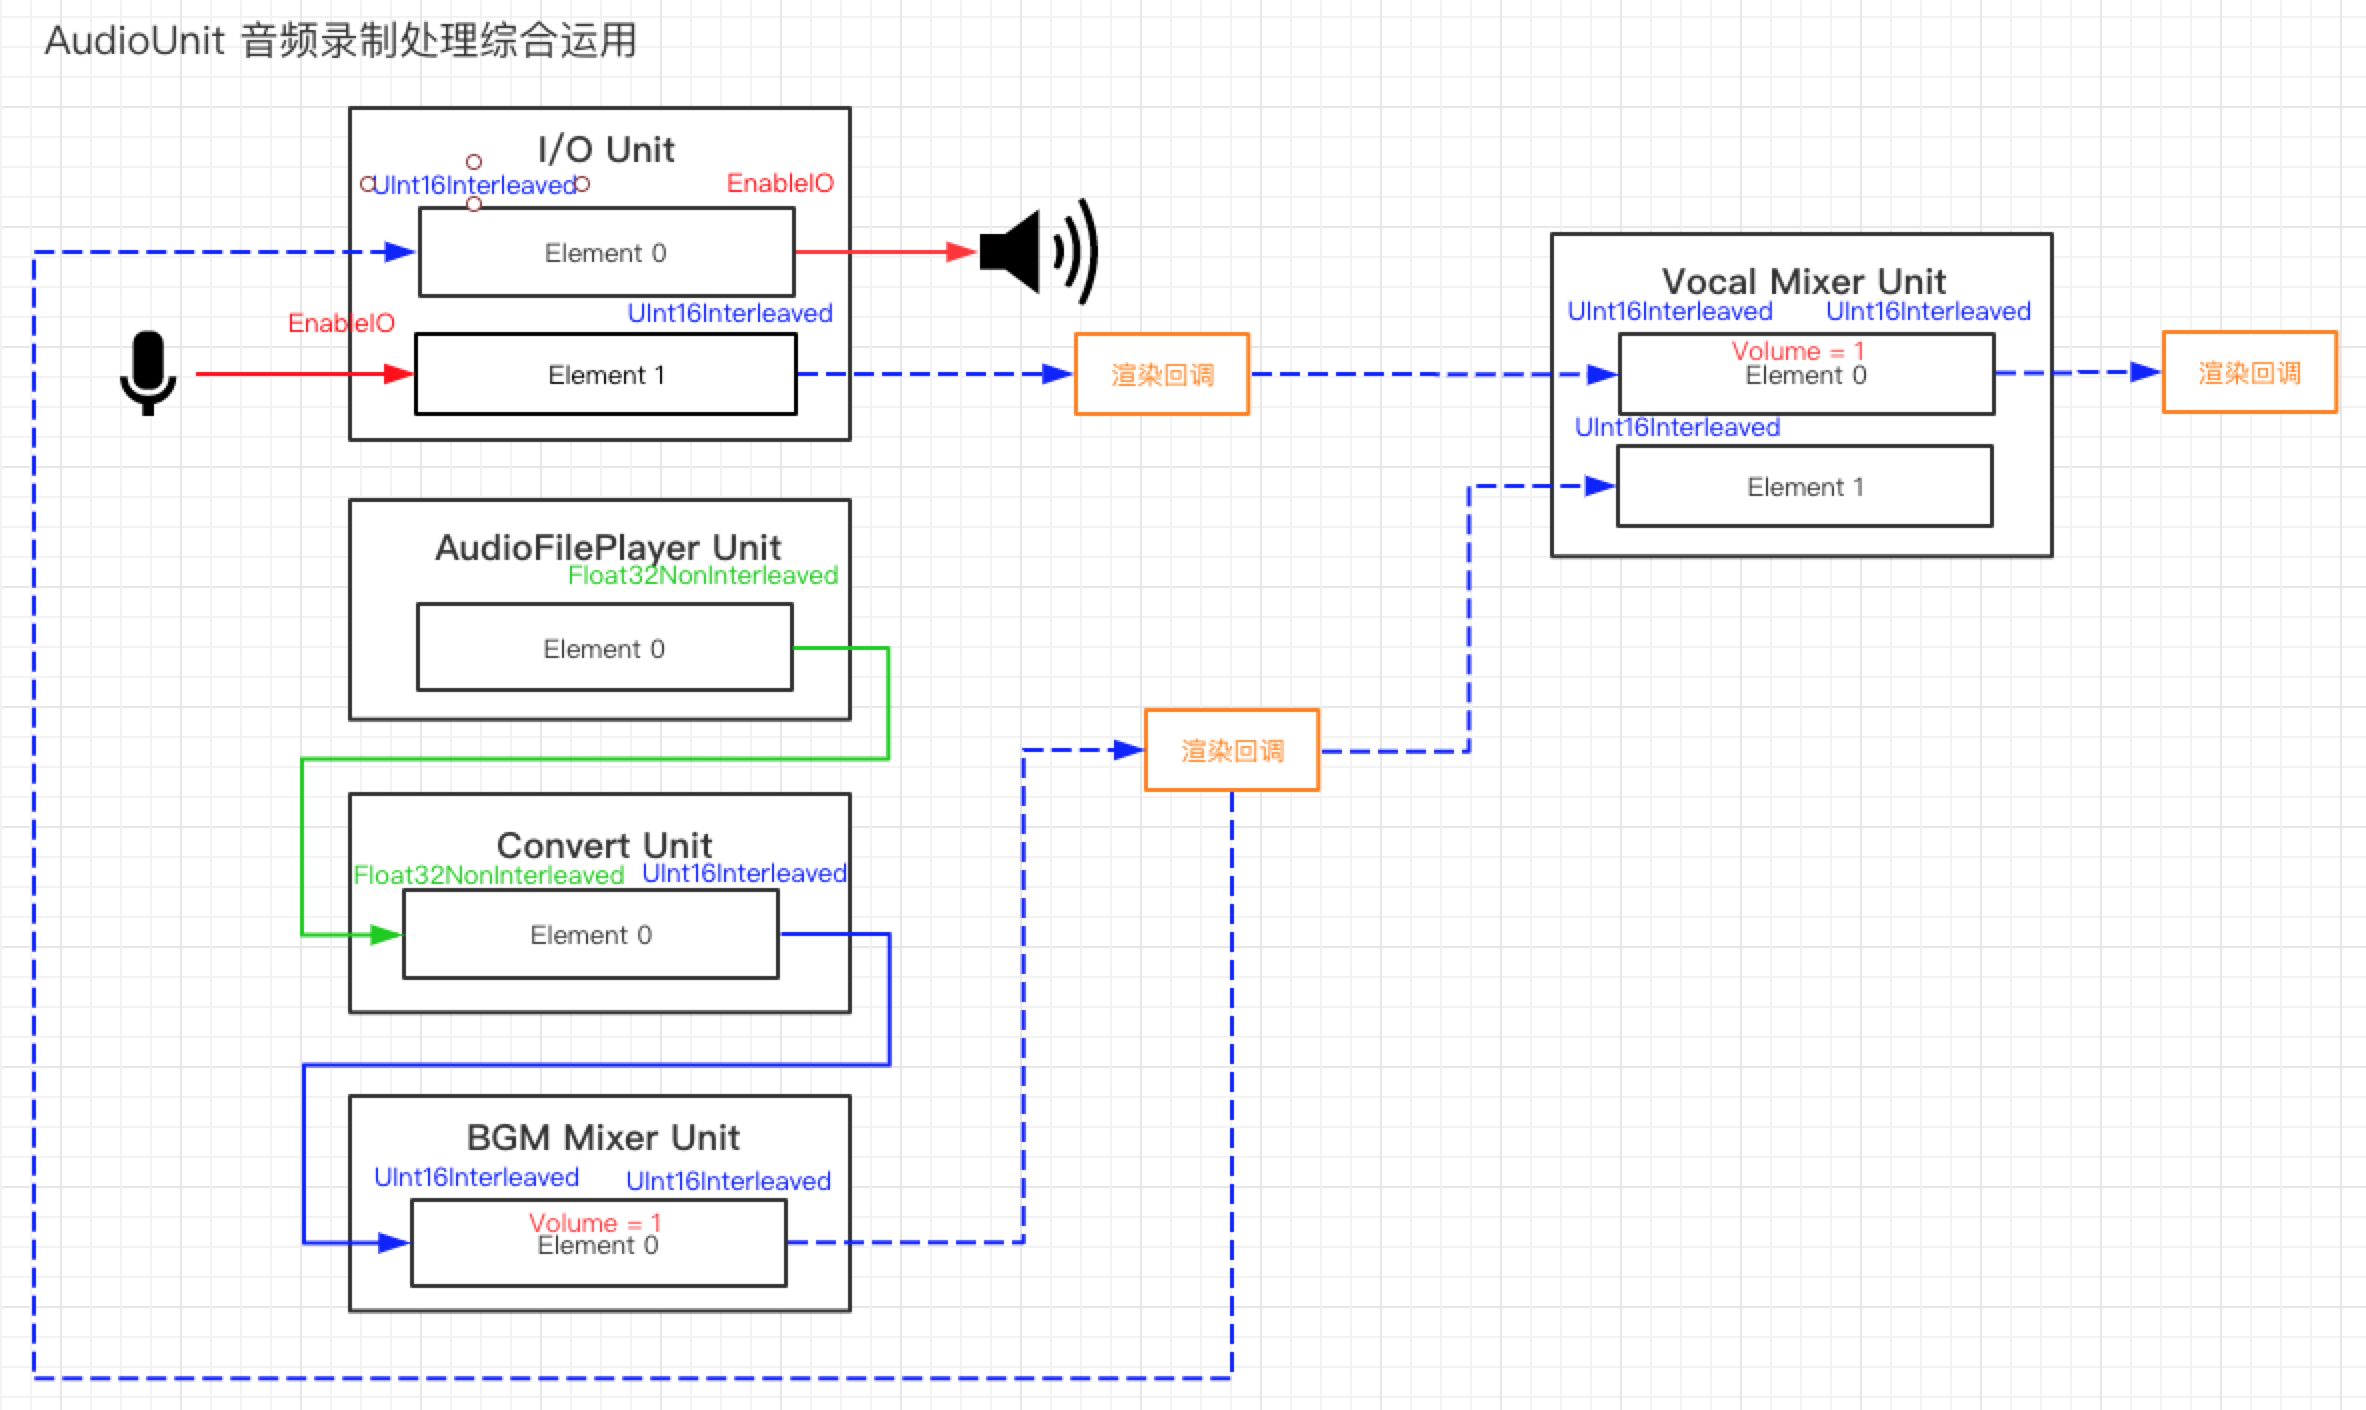 AudioUnit 音频录制处理综合运用
I/O Unit
UInt16Interleaved
EnableIO
Element 0
UInt16Interleaved
EnableIO
Element 1
渲染回调
Vocal Mixer Unit
UInt16Interleaved
UInt16Interleaved
Volume = 1
Element 0
渲染回调
UInt16Interleaved
Element 1
AudioFilePlayer Unit
Float32NonInterleaved
Element 0
渲染回调
Convert Unit
Float32NonInterleaved
UInt16Interleaved
Element 0
BGM Mixer Unit
UInt16Interleaved
UInt16Interleaved
Volume = 1
Element 0